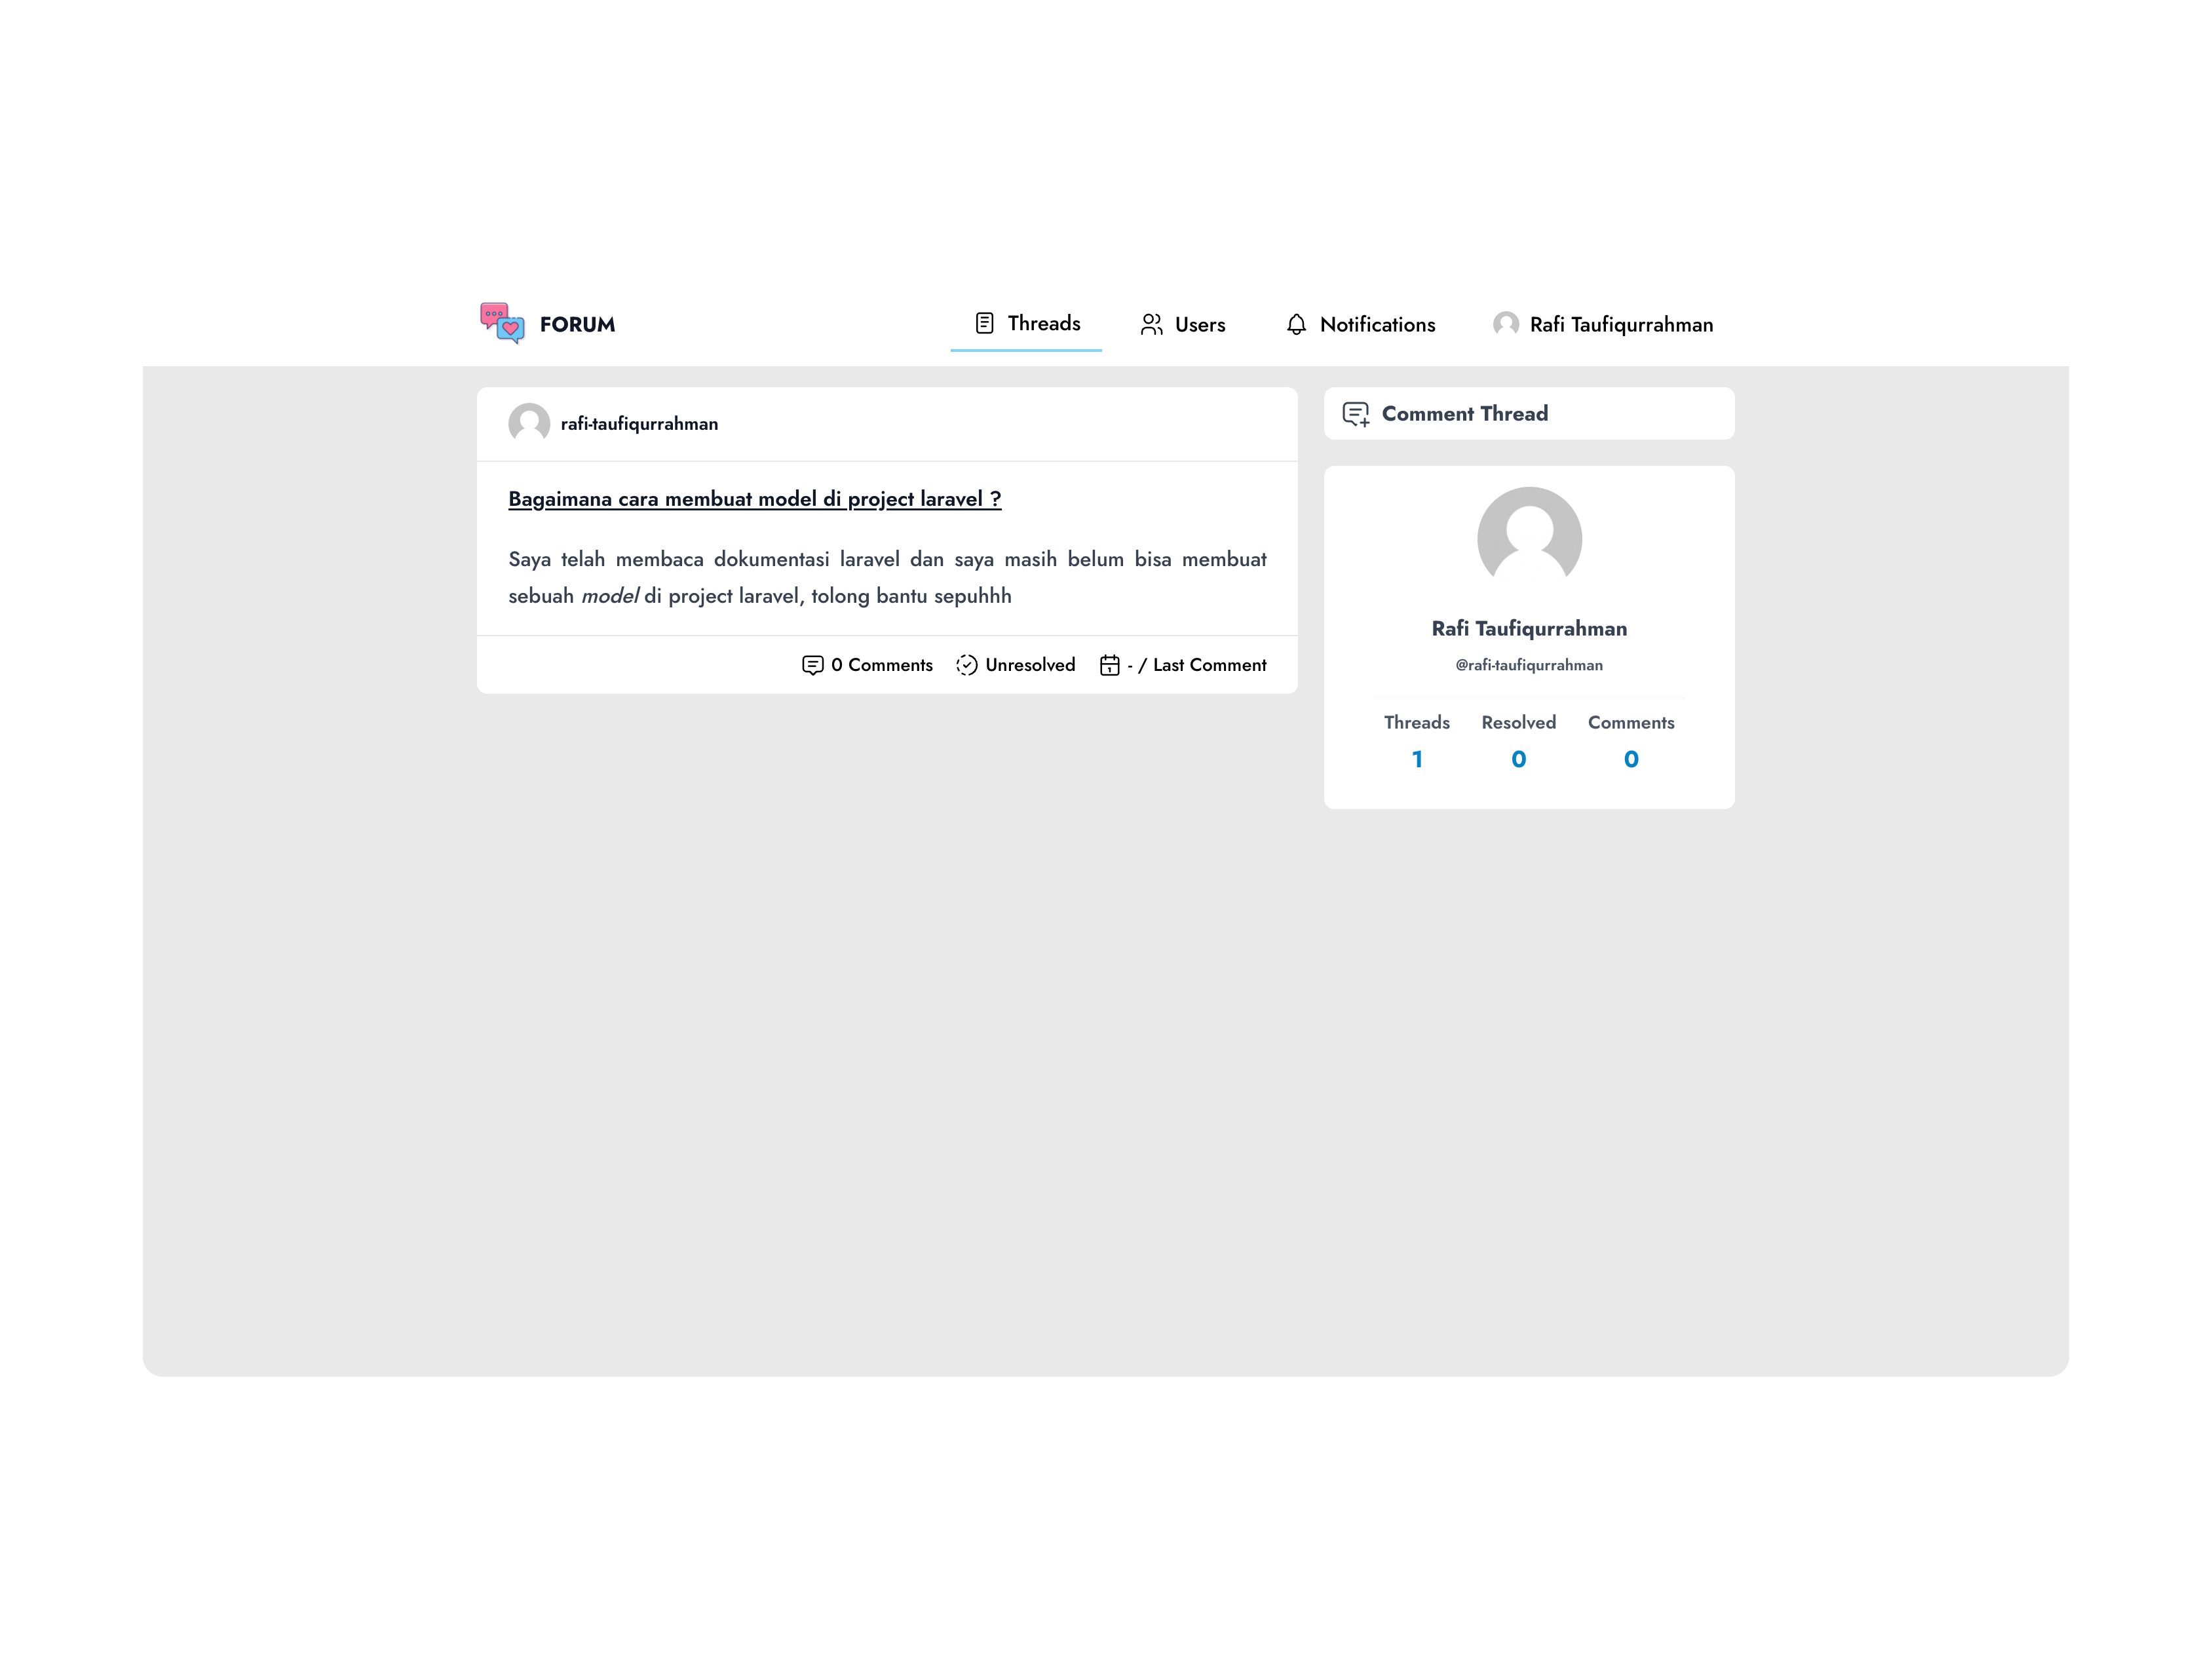 FORUM
Threads
Users
Notifications
Rafi Taufiqurrahman
rafi-taufiqurrahman
Bagaimana cara membuat model di project laravel ?
Saya telah membaca dokumentasi laravel dan saya masih belum bisa membuat
sebuah model di project laravel, tolong bantu sepuhhh
0 Comments
Unresolved
- / Last Comment
Comment Thread
Rafi Taufiqurrahman
@rafi-taufiqurrahman
Threads Resolved Comments
1 0 0